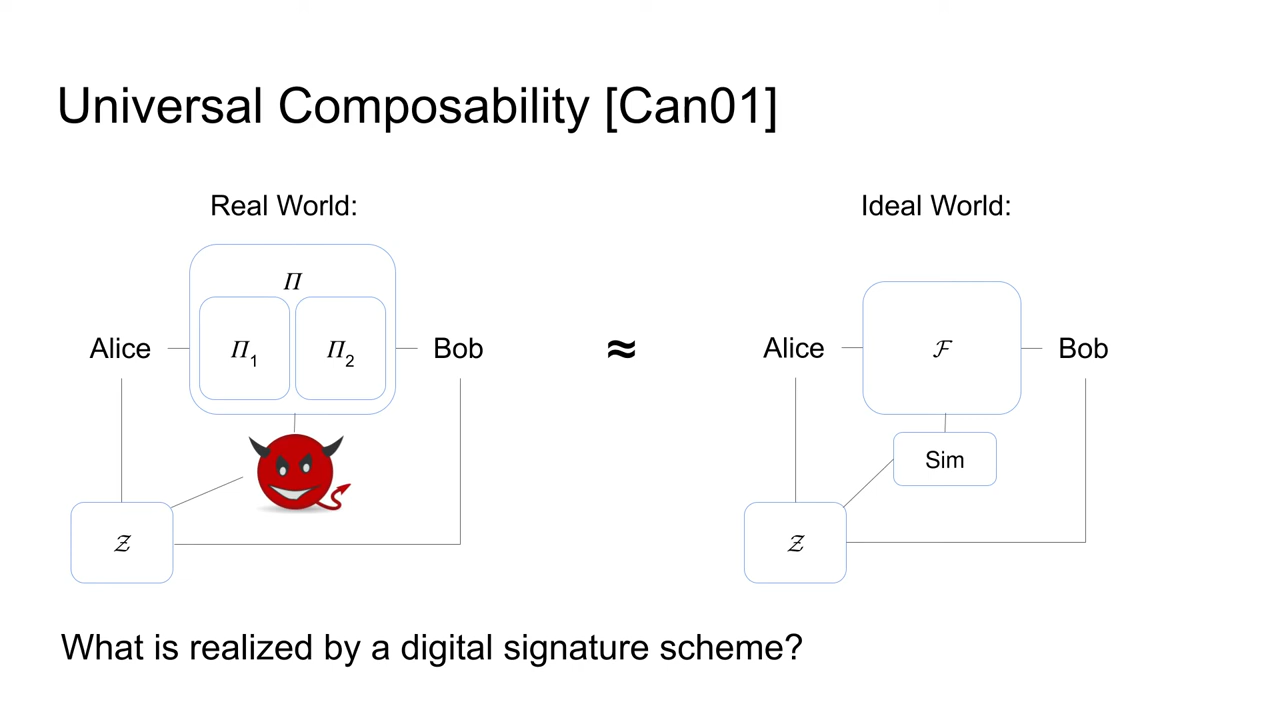 Universal Composability [Can01]
Real World:
Π
Π1
Π2
Alice
Bob
𝒵
≈
Ideal World:
Alice
ℱ
Bob
Sim
𝒵
What is realized by a digital signature scheme?